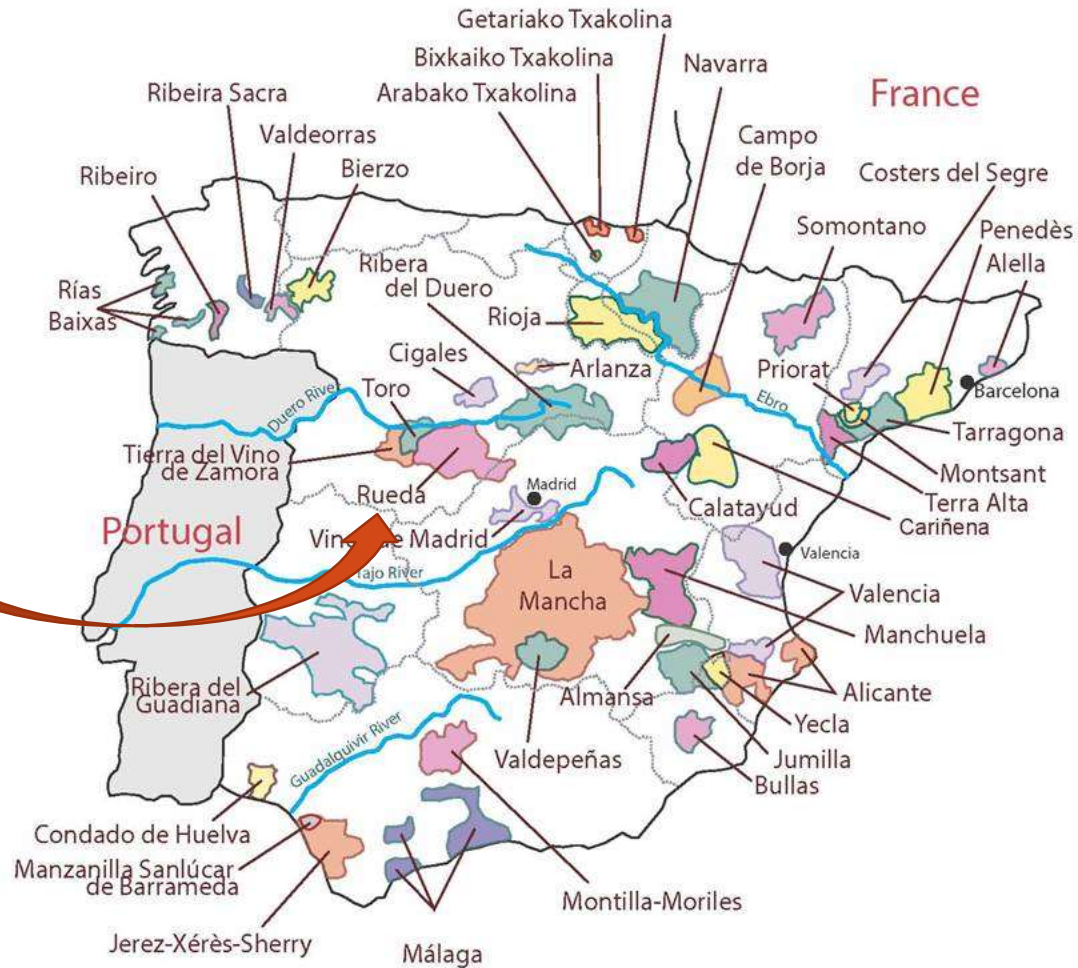 Getariako Txakolina
Bixkaiko Txakolina
Arabako Txakolina
Navarra
France
Ribeira Sacra
Valdeorras
Ribeiro
Bierzo
Campo
de Borja
Costers del Segre
Somontano
Penedès
Alella
Rías
Baixas
Ribera
del Duero
Rioja
Cigales
Arlanza
Priorat
Barcelona
Toro
Duero River
Ebro
Tarragona
Tierra del Vino
de Zamora
Rueda
Madrid
Calatayud
Montsant
Terra Alta
Cariñena
Portugal
de Madrid
Tajo River
Valencia
La
Mancha
Valencia
Manchuela
Ribera del
Guadiana
Almansa
Alicante
Yecla
Guadalquivir River
Valdepeñas
Jumilla
Bullas
Condado de Huelva
Manzanilla Sanlúcar
de Barrameda
Montilla-Moriles
Jerez-Xérès-Sherry
Málaga